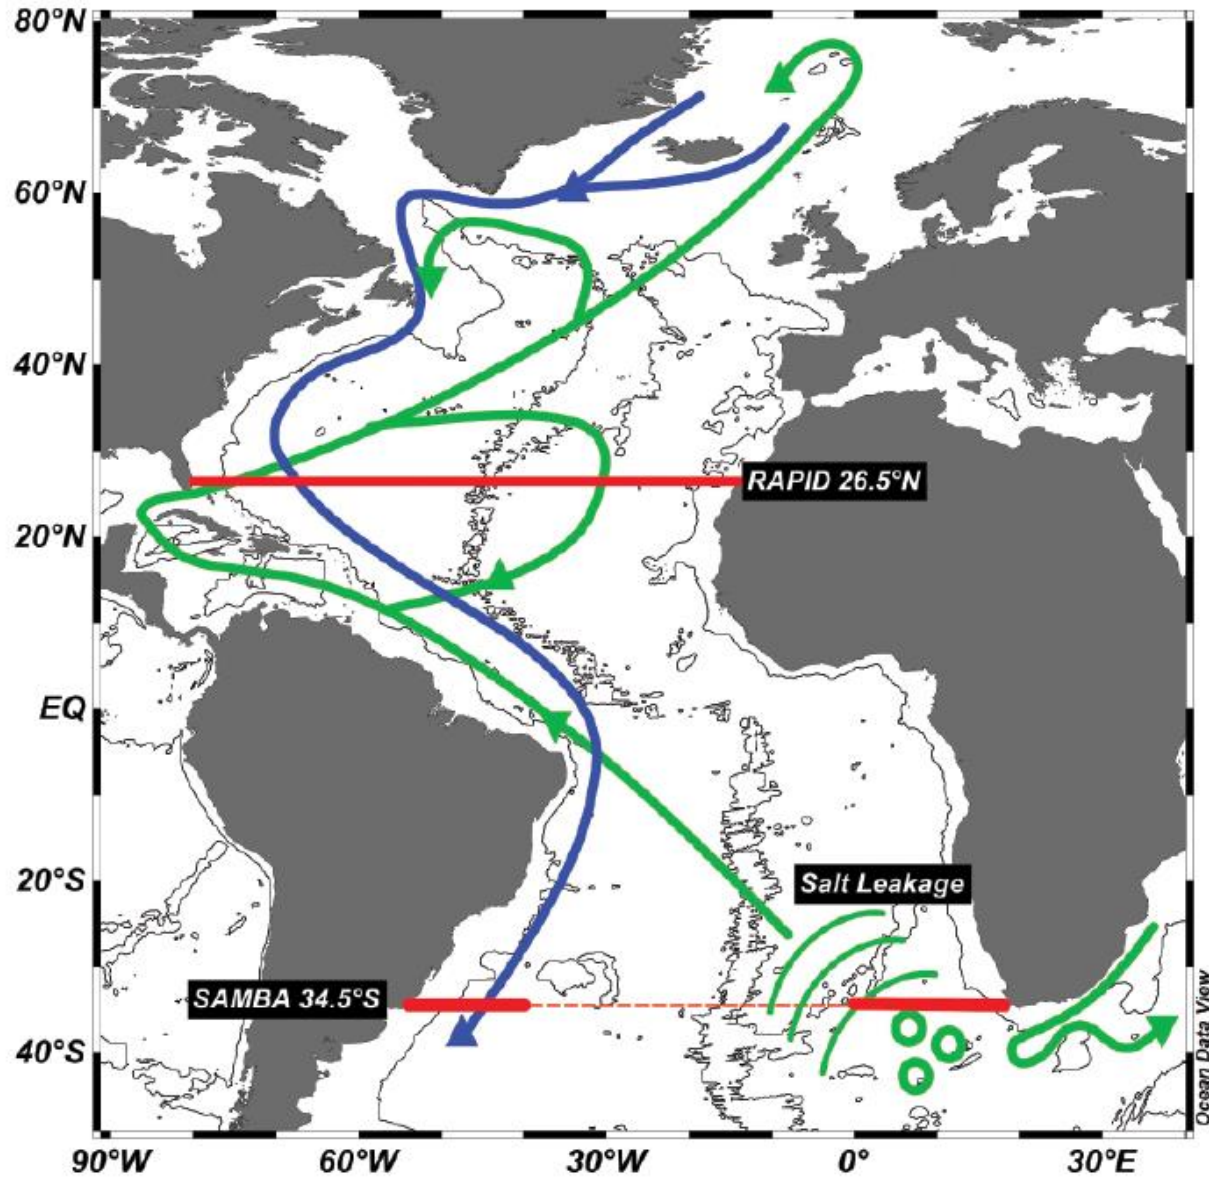 80°N
60°N
40°N
RAPID 26.5°N
20°N
EQ
Salt Leakage
20°S
SAMBA 34.5°S
40°S
Ocean Data View
90°W 60°W 30°W 0° 30°E